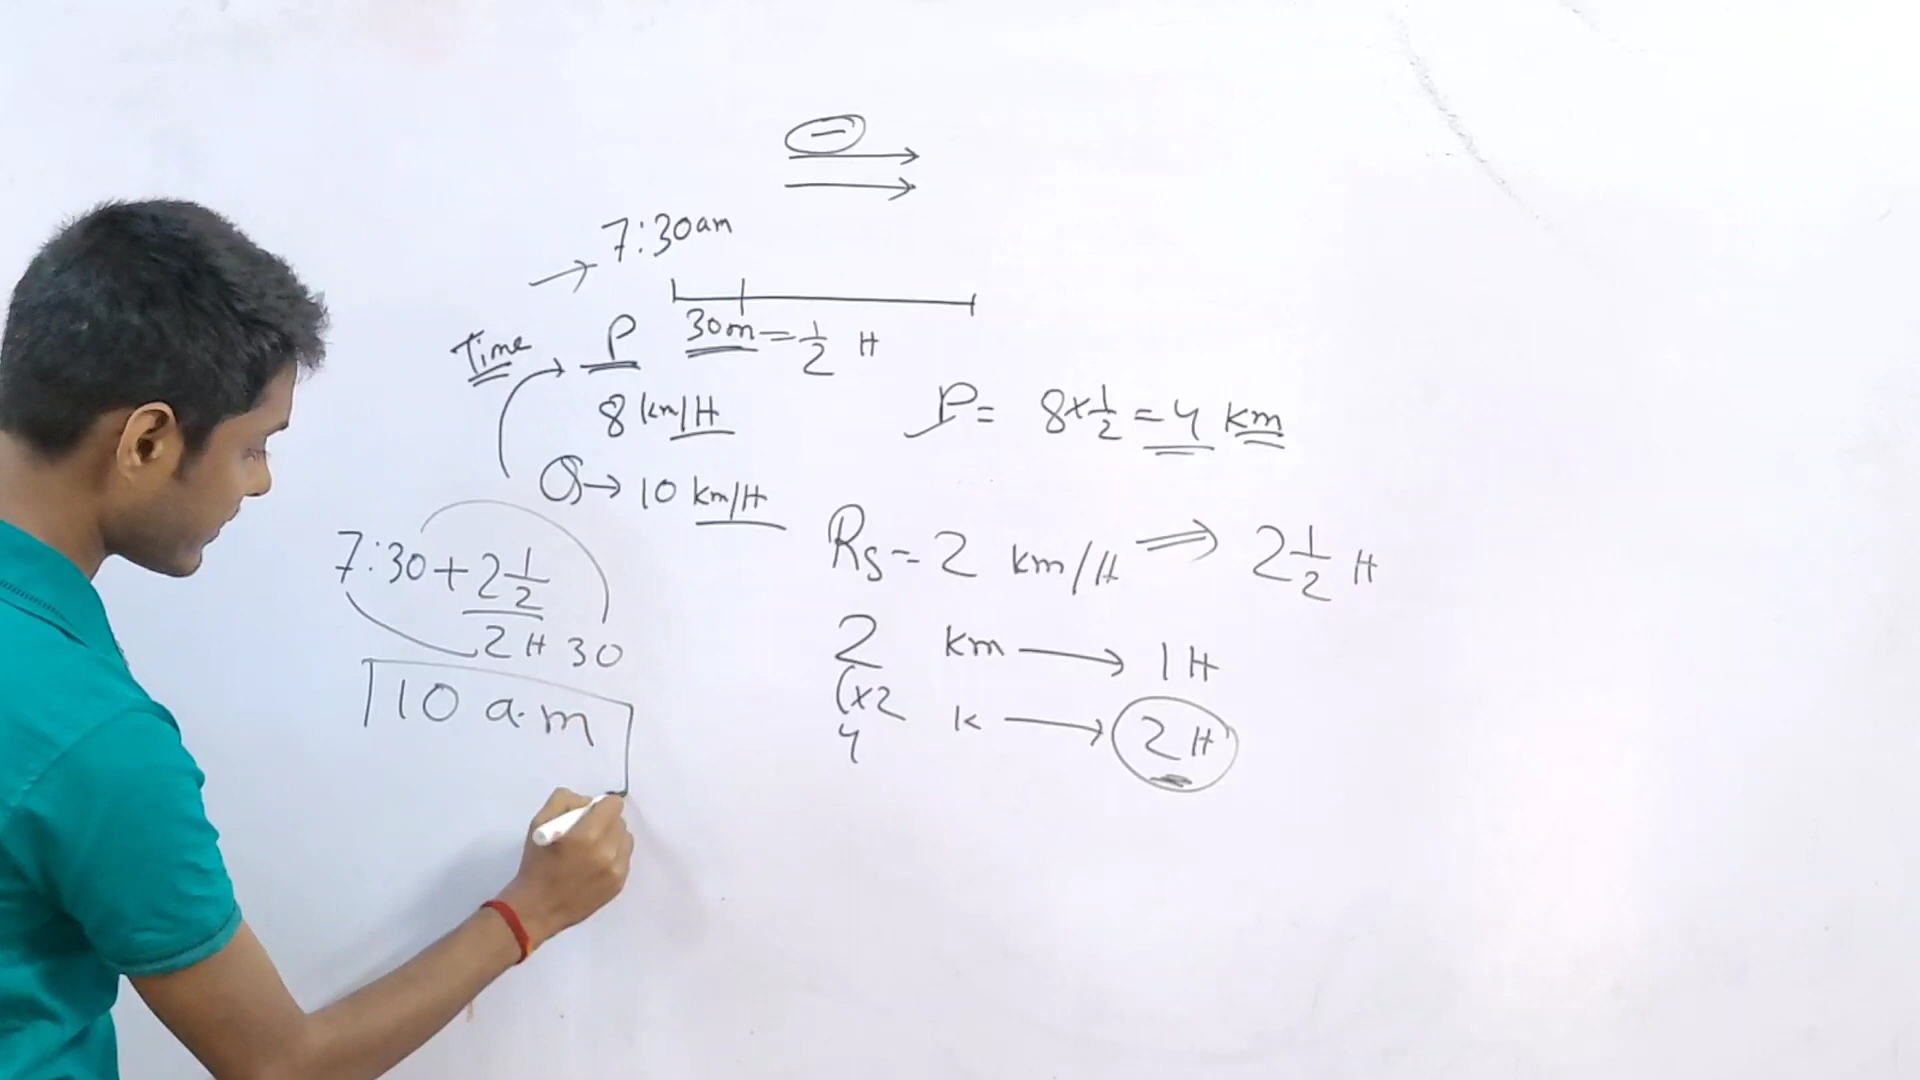 −
7:30am
Time P 30m = 1/2 H
8 km/H
P = 8×1/2 = 4 km
Q → 10 km/H
Rs = 2 km/H ⇒ 2 1/2 H
7:30 + 2 1/2
2 H 30
10 a.m
2 km → 1 H
(×2
4 k → 2 H